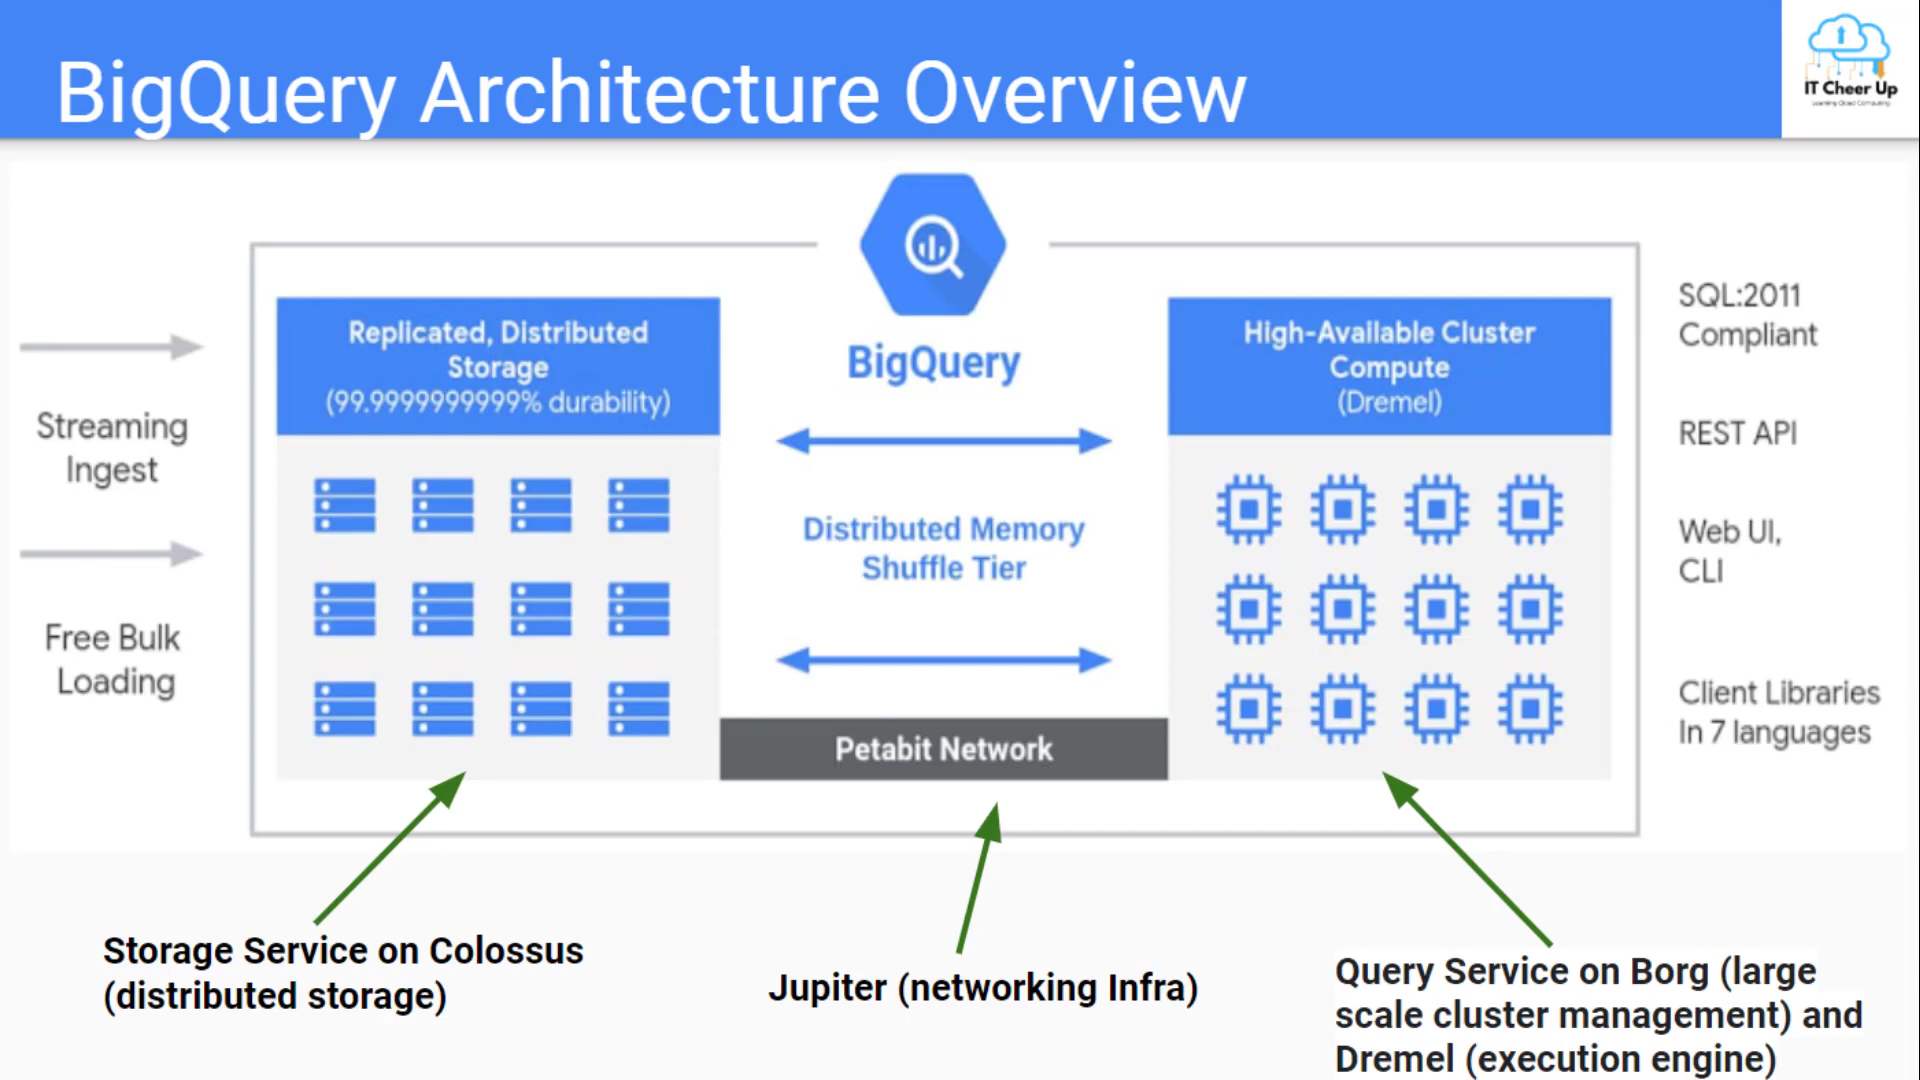 BigQuery Architecture Overview
IT Cheer Up
Learning Cloud Computing
Streaming
Ingest
Free Bulk
Loading
Replicated, Distributed
Storage
(99.9999999999% durability)
BigQuery
Distributed Memory
Shuffle Tier
Petabit Network
High-Available Cluster
Compute
(Dremel)
SQL:2011
Compliant
REST API
Web UI,
CLI
Client Libraries
In 7 languages
Storage Service on Colossus
(distributed storage)
Jupiter (networking Infra)
Query Service on Borg (large
scale cluster management) and
Dremel (execution engine)